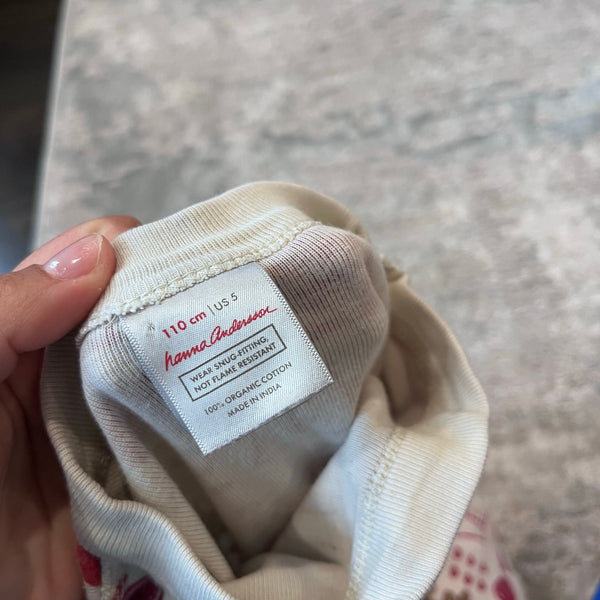 110 cm | US 5
hanna andersson
WEAR SNUG-FITTING,
NOT FLAME RESISTANT
100% ORGANIC COTTON
MADE IN INDIA